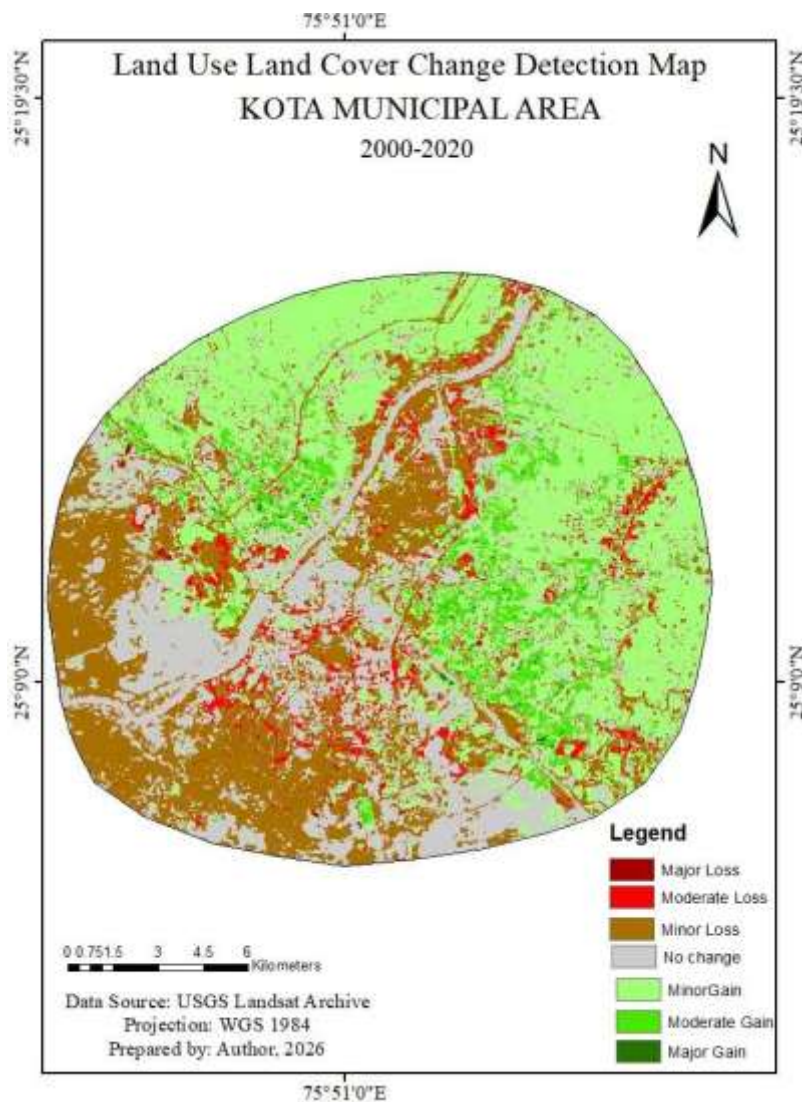 75°51'0"E
Land Use Land Cover Change Detection Map
KOTA MUNICIPAL AREA
2000-2020
25°19'30"N
25°19'30"N
N
25°9'0"N
25°9'0"N
Legend
Major Loss
Moderate Loss
Minor Loss
No change
MinorGain
Moderate Gain
Major Gain
0 0.751.5 3 4.5 6
Kilometers
Data Source: USGS Landsat Archive
Projection: WGS 1984
Prepared by: Author, 2026
75°51'0"E